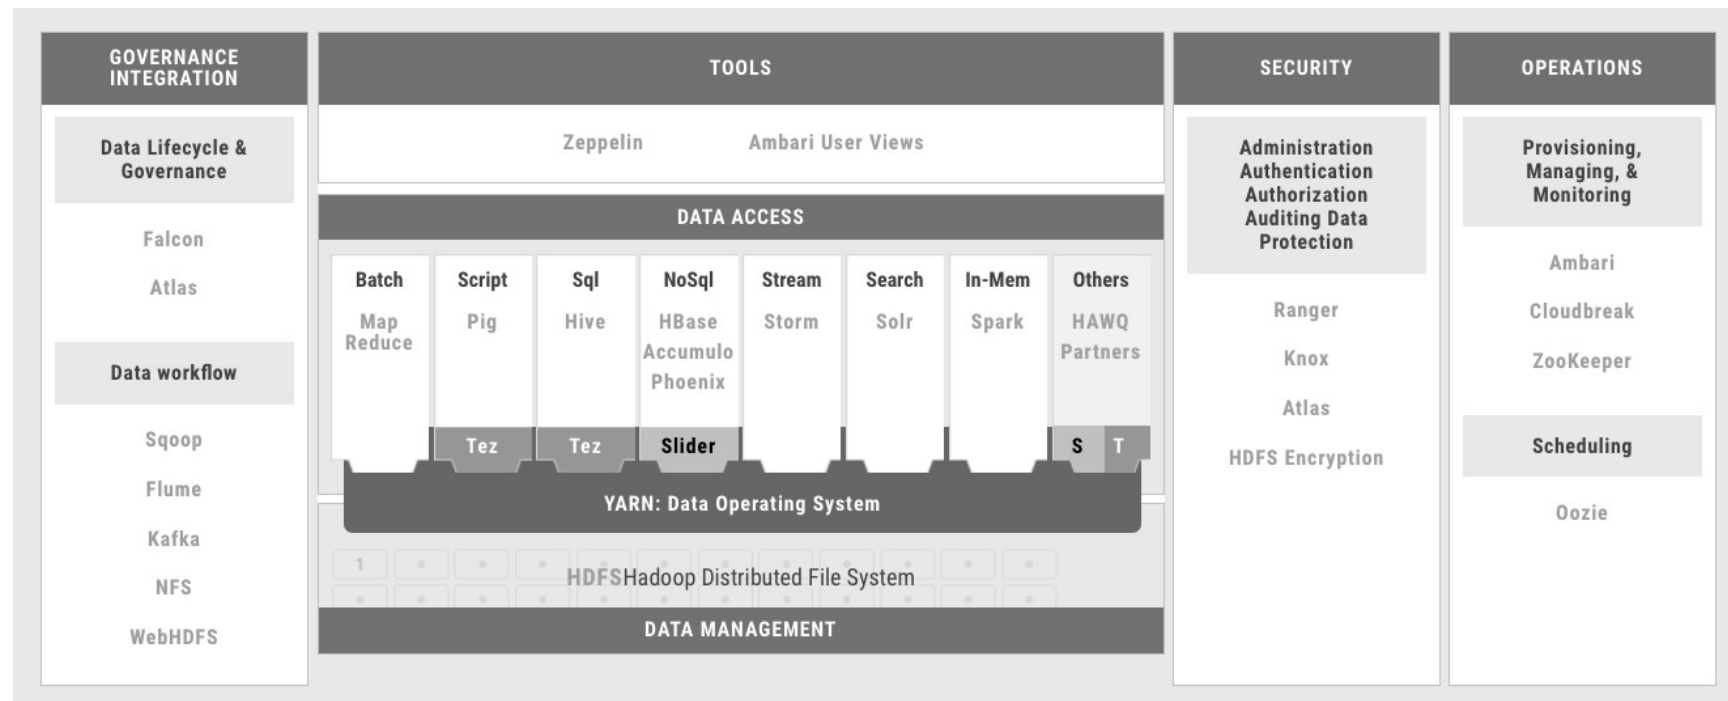 GOVERNANCE
INTEGRATION
Data Lifecycle &
Governance
Falcon
Atlas
Data workflow
Sqoop
Flume
Kafka
NFS
WebHDFS
TOOLS
Zeppelin
Ambari User Views
DATA ACCESS
Batch
Map
Reduce
Script
Pig
Tez
Sql
Hive
Tez
NoSql
HBase
Accumulo
Phoenix
Slider
Stream
Storm
Search
Solr
In-Mem
Spark
Others
HAWQ
Partners
S
T
YARN: Data Operating System
1
HDFSHadoop Distributed File System
DATA MANAGEMENT
SECURITY
Administration
Authentication
Authorization
Auditing Data
Protection
Ranger
Knox
Atlas
HDFS Encryption
OPERATIONS
Provisioning,
Managing, &
Monitoring
Ambari
Cloudbreak
ZooKeeper
Scheduling
Oozie